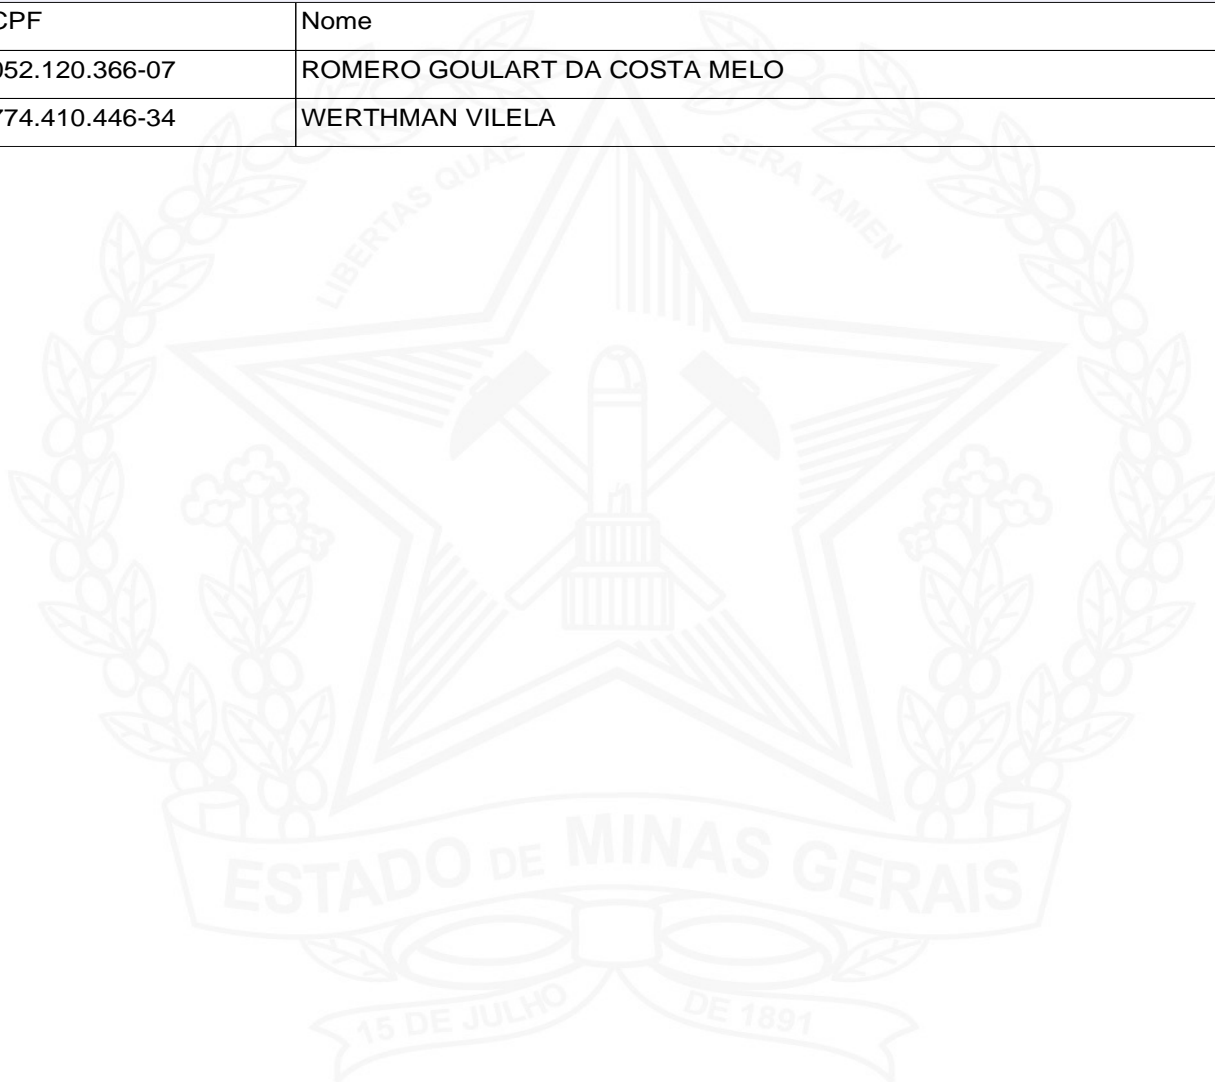 CPF Nome
052.120.366-07 ROMERO GOULART DA COSTA MELO
774.410.446-34 WERTHMAN VILELA
LIBERTAS QUAE SERA TAMEN
ESTADO DE MINAS GERAIS
15 DE JULHO DE 1891